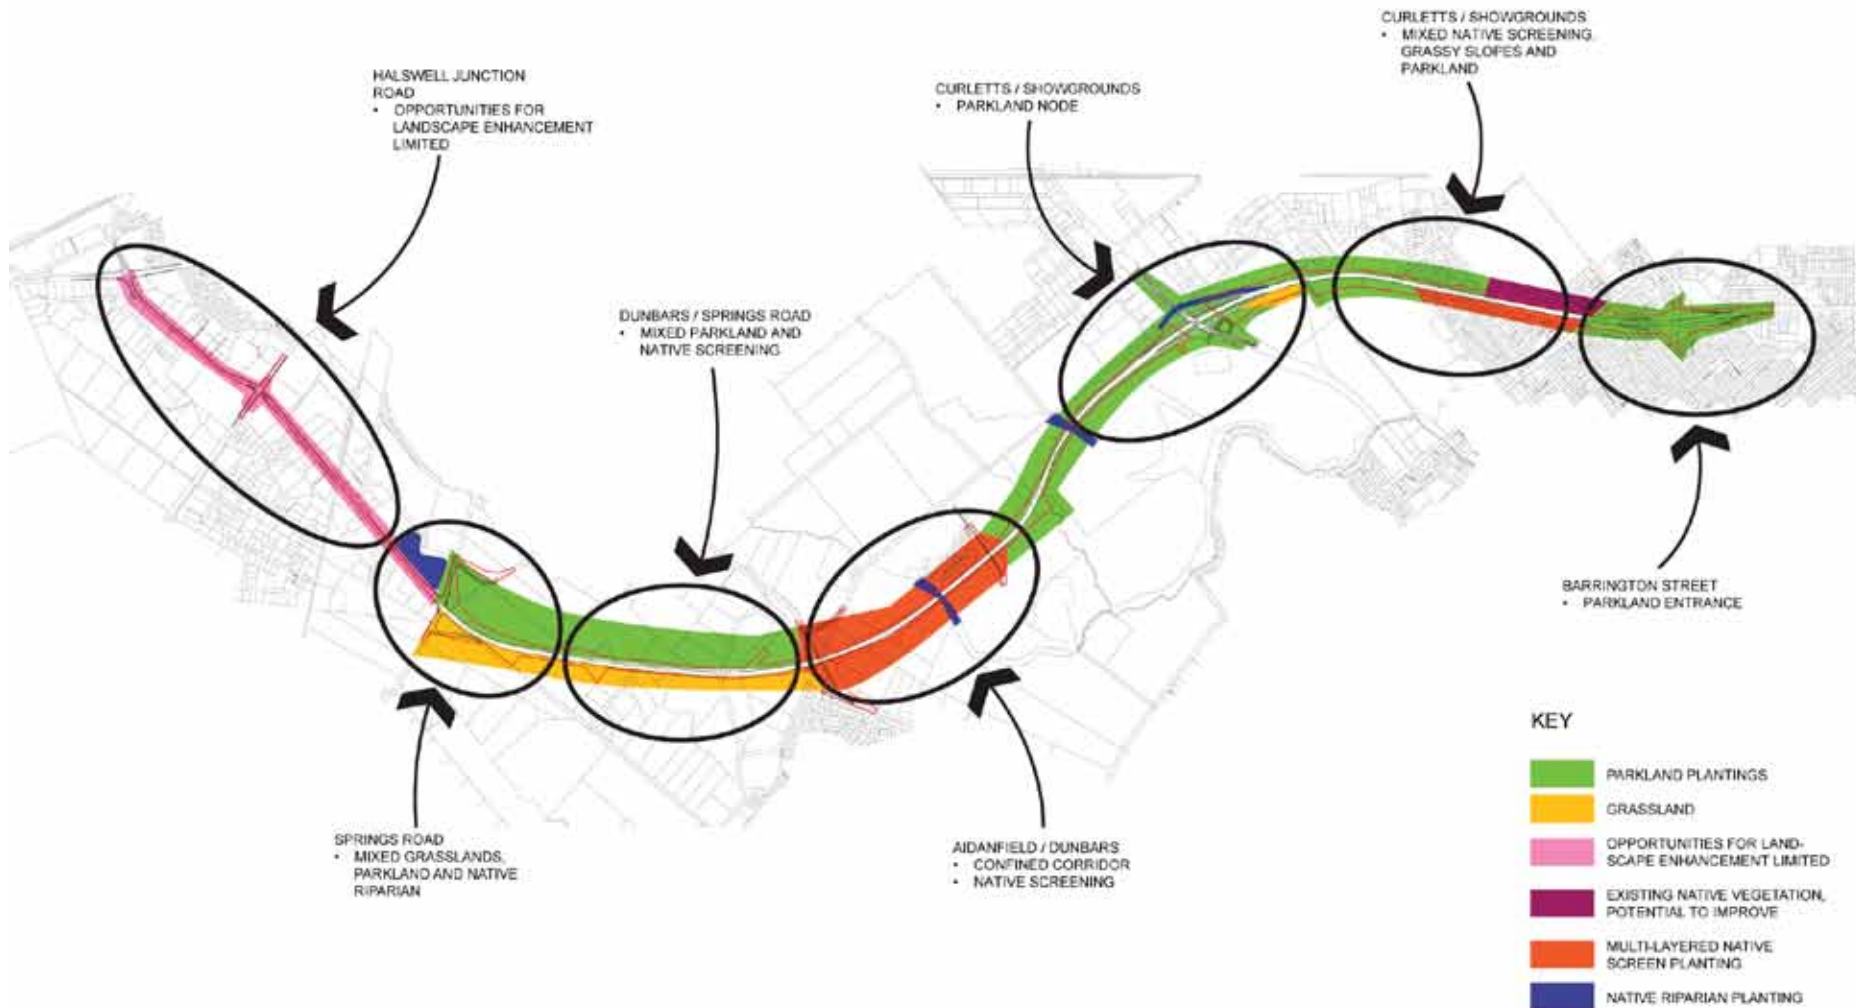 HALSWELL JUNCTION
ROAD
• OPPORTUNITIES FOR
LANDSCAPE ENHANCEMENT
LIMITED
DUNBARS / SPRINGS ROAD
• MIXED PARKLAND AND
NATIVE SCREENING
CURLETTS / SHOWGROUNDS
• PARKLAND NODE
CURLETTS / SHOWGROUNDS
• MIXED NATIVE SCREENING,
GRASSY SLOPES AND
PARKLAND
SPRINGS ROAD
• MIXED GRASSLANDS,
PARKLAND AND NATIVE
RIPARIAN
AIDANFIELD / DUNBARS
• CONFINED CORRIDOR
• NATIVE SCREENING
BARRINGTON STREET
• PARKLAND ENTRANCE
KEY
PARKLAND PLANTINGS
GRASSLAND
OPPORTUNITIES FOR LAND-
SCAPE ENHANCEMENT LIMITED
EXISTING NATIVE VEGETATION,
POTENTIAL TO IMPROVE
MULTI-LAYERED NATIVE
SCREEN PLANTING
NATIVE RIPARIAN PLANTING